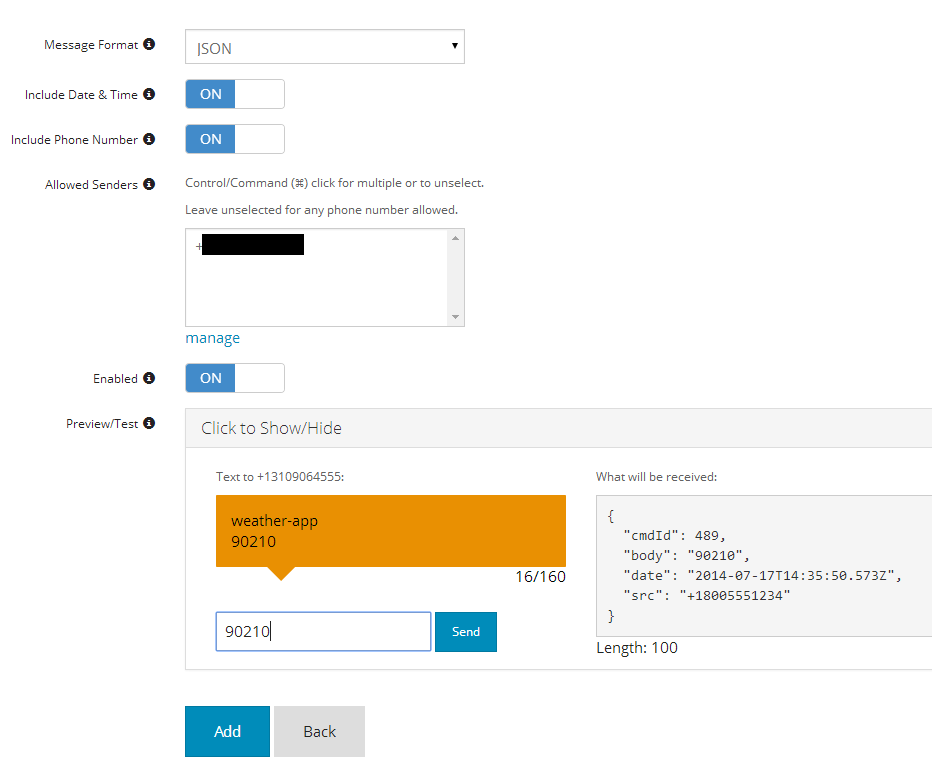 Message Format
JSON
Include Date & Time
ON
Include Phone Number
ON
Allowed Senders
Control/Command (⌘) click for multiple or to unselect.
Leave unselected for any phone number allowed.
+
manage
Enabled
ON
Preview/Test
Click to Show/Hide
Text to +13109064555:
weather-app
90210
16/160
90210
Send
What will be received:
{
"cmdId": 489,
"body": "90210",
"date": "2014-07-17T14:35:50.573Z",
"src": "+18005551234"
}
Length: 100
Add
Back